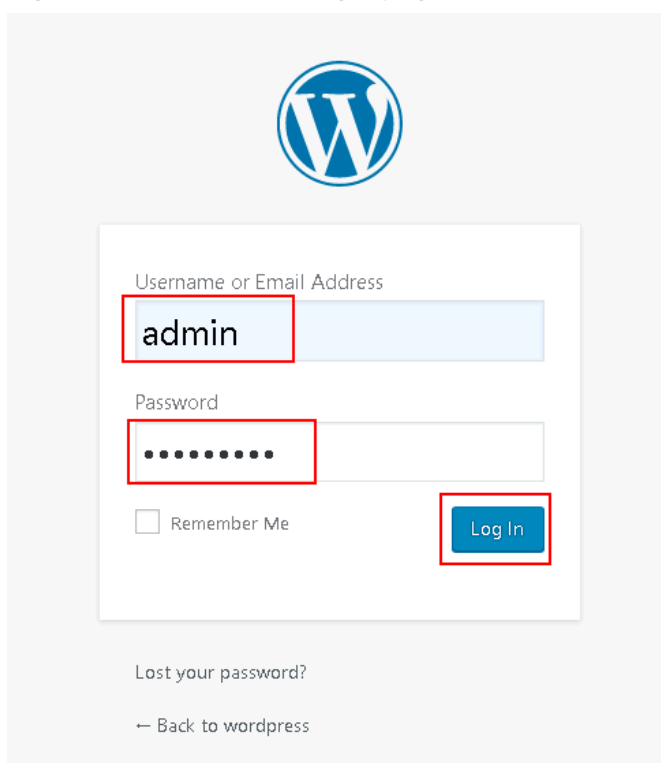 Username or Email Address
admin
Password
•••••••••
Remember Me
Log In
Lost your password?
← Back to wordpress